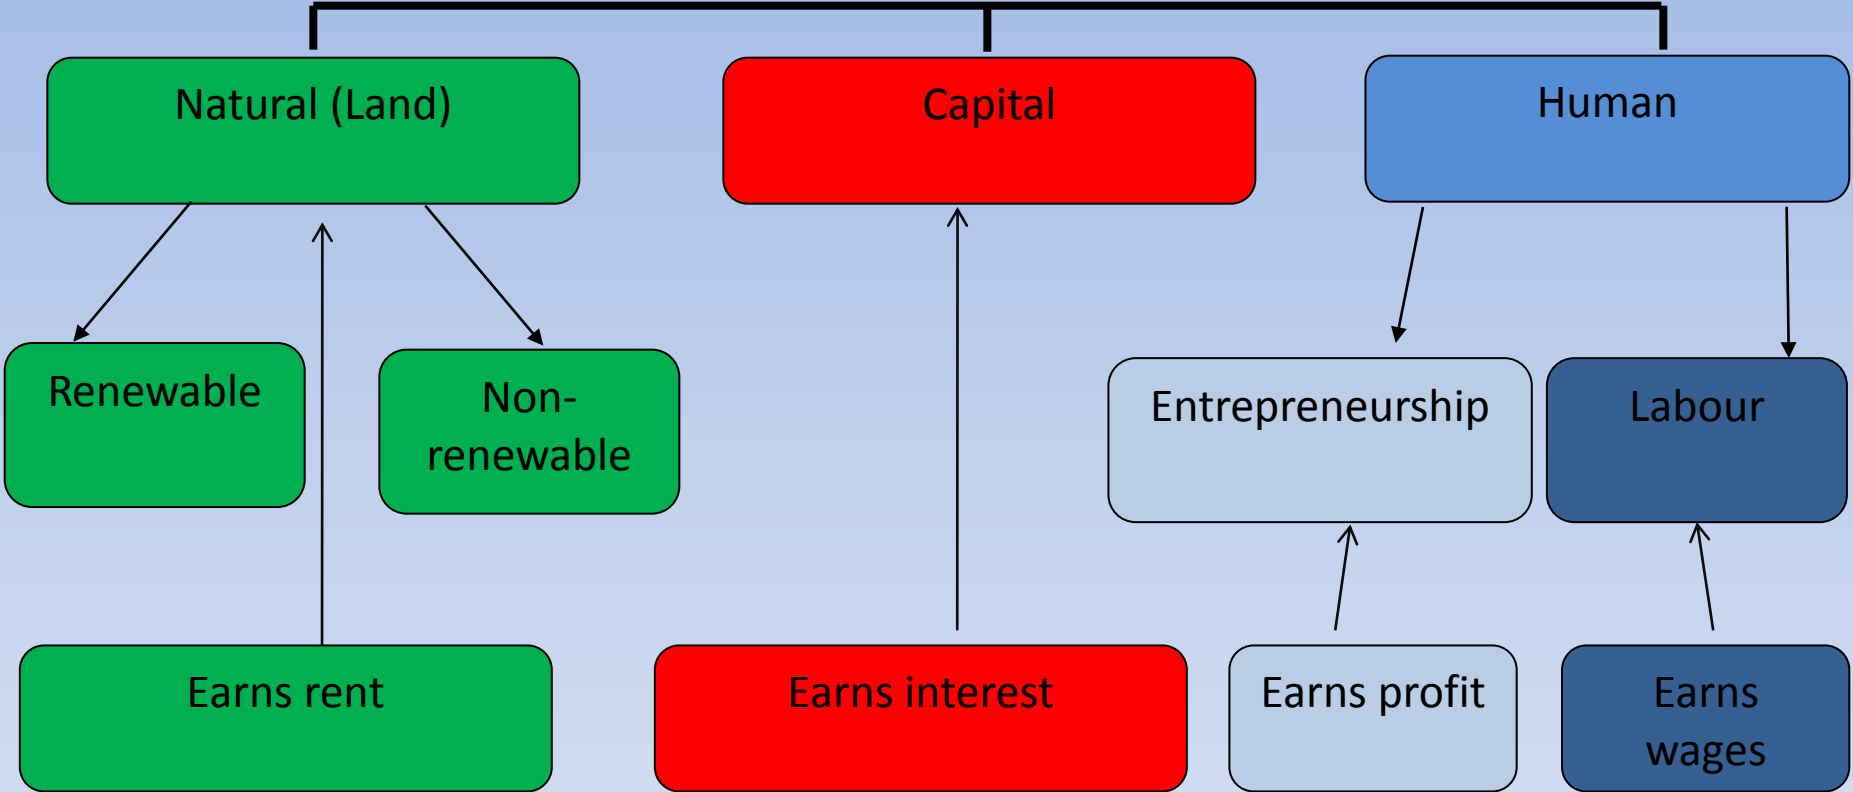 Natural (Land)
Capital
Human
Renewable
Non-
renewable
Entrepreneurship
Labour
Earns rent
Earns interest
Earns profit
Earns
wages